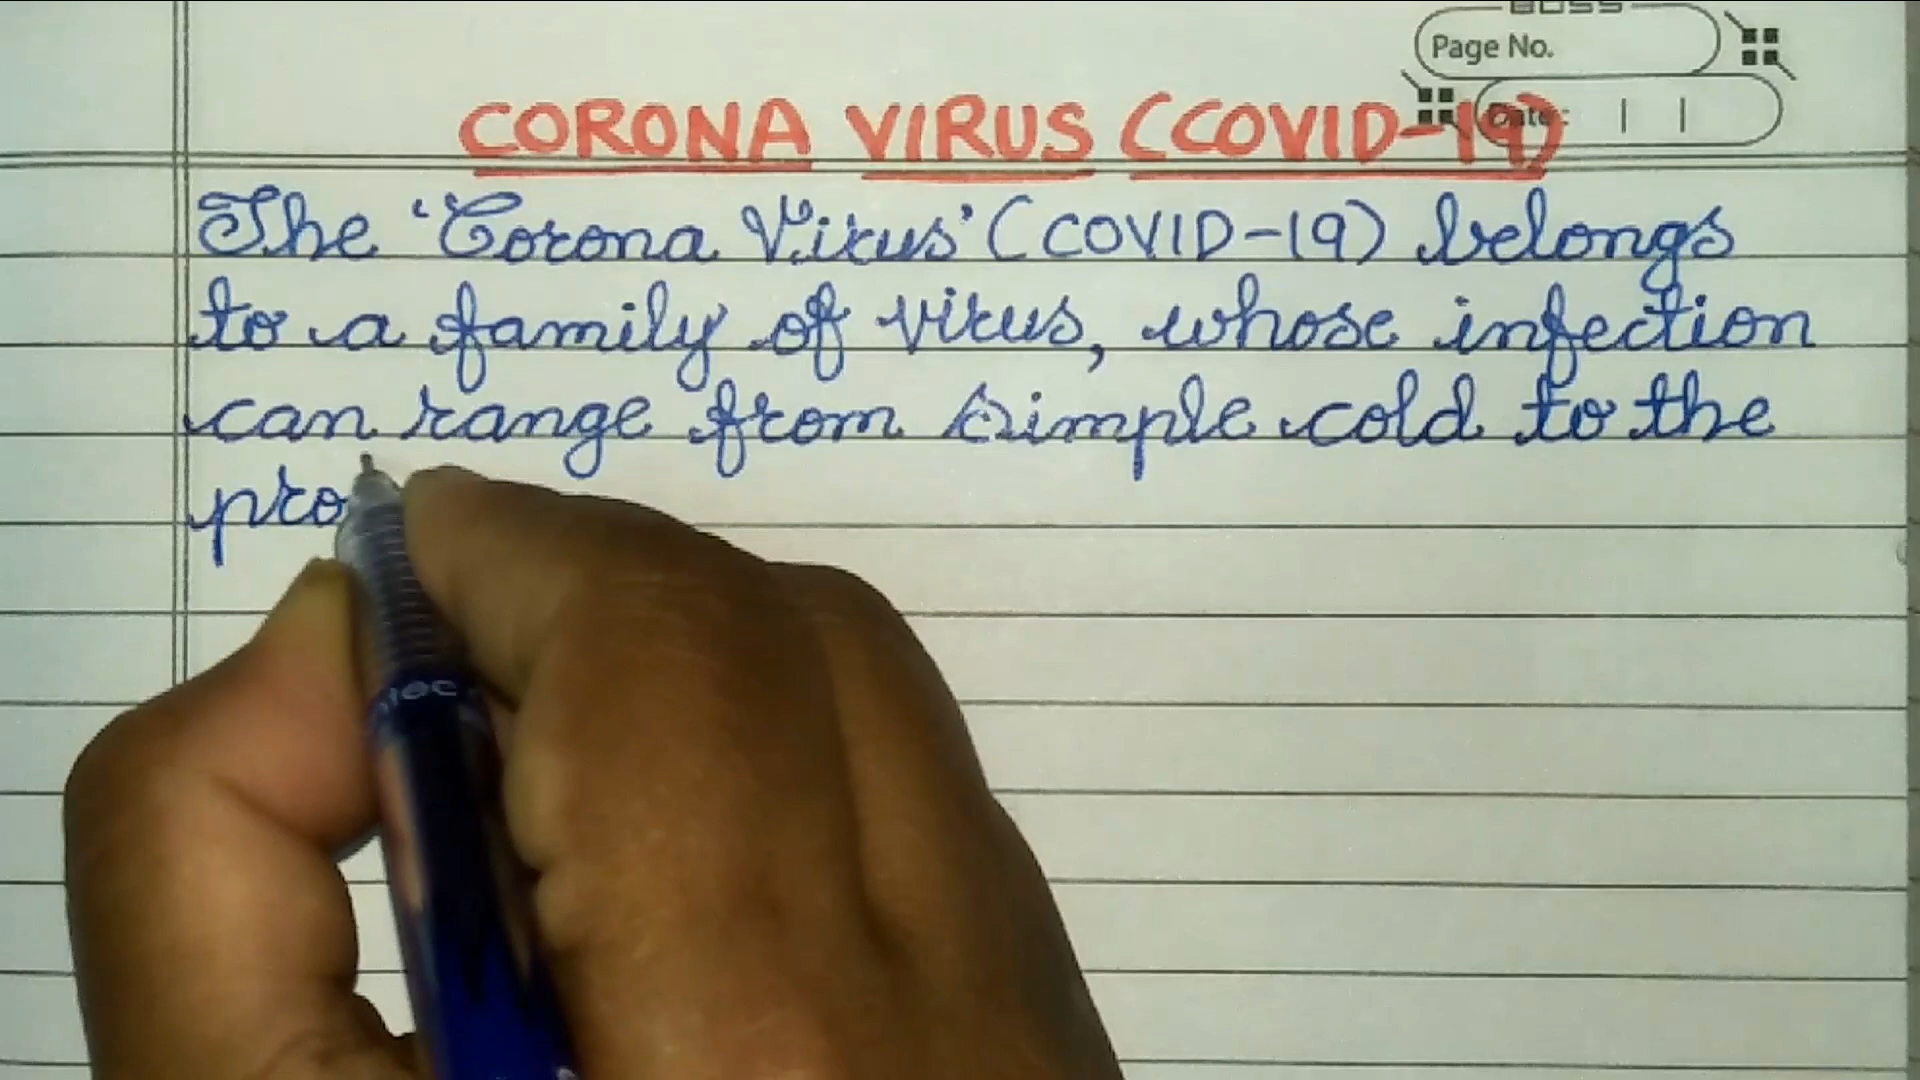 BOSS
Page No.
Date:
CORONA VIRUS (COVID-19)
The 'Corona Virus' (COVID-19) belongs
to a family of virus, whose infection
can range from simple cold to the
pro